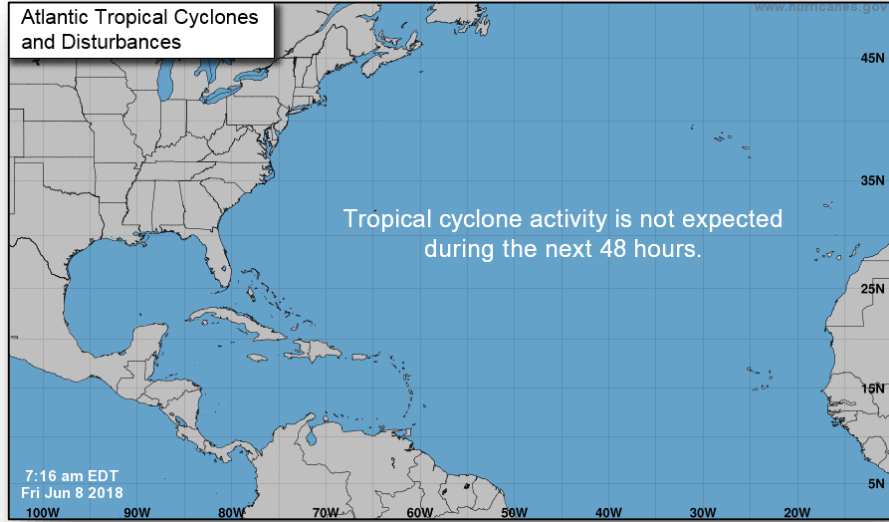 Atlantic Tropical Cyclones
and Disturbances
www.hurricanes.gov
45N
35N
Tropical cyclone activity is not expected
during the next 48 hours.
25N
15N
7:16 am EDT
Fri Jun 8 2018
5N
100W 90W 80W 70W 60W 50W 40W 30W 20W